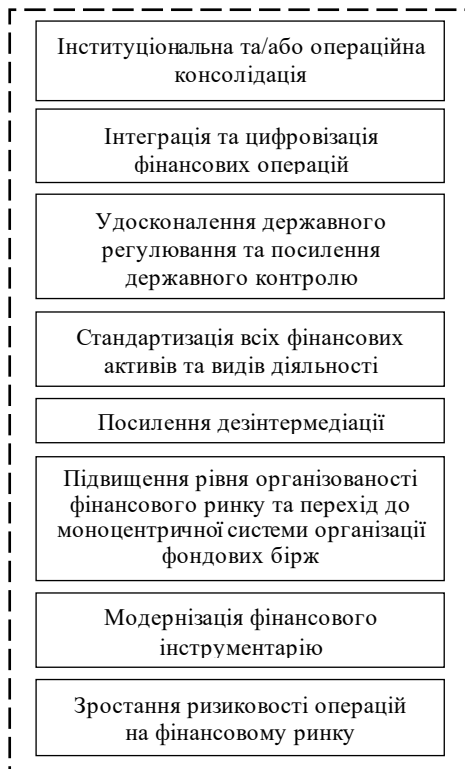 Інституціональна та/або операційна
консолідація
Інтеграція та цифровізація
фінансових операцій
Удосконалення державного
регулювання та посилення
державного контролю
Стандартизація всіх фінансових
активів та видів діяльності
Посилення дезінтермедіації
Підвищення рівня організованості
фінансового ринку та перехід до
моноцентричної системи організації
фондових бірж
Модернізація фінансового
інструментарію
Зростання ризиковості операцій
на фінансовому ринку